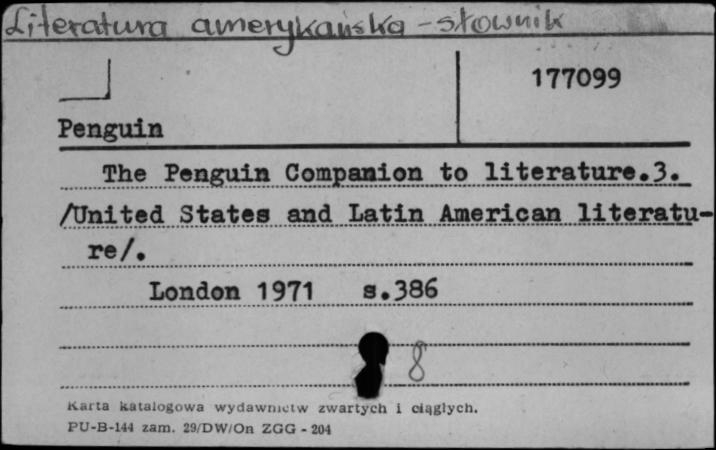 Literatura amerykańska - słownik
177099
Penguin
The Penguin Companion to literature.3.
/United States and Latin American literatu-
re/.
London 1971 s.386
8
Karta katalogowa wydawnictw zwartych i ciągłych.
PU-B-144 zam. 29/DW/On ZGG - 204